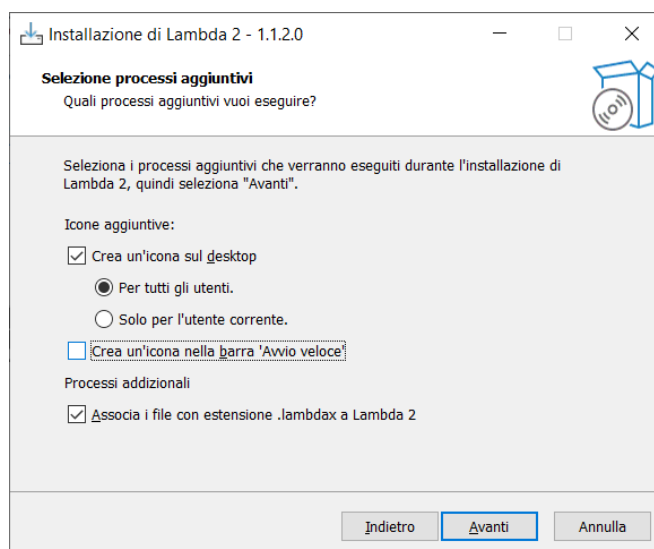 Installazione di Lambda 2 - 1.1.2.0
Selezione processi aggiuntivi
Quali processi aggiuntivi vuoi eseguire?
Seleziona i processi aggiuntivi che verranno eseguiti durante l'installazione di
Lambda 2, quindi seleziona "Avanti".
Icone aggiuntive:
Crea un'icona sul desktop
Per tutti gli utenti.
Solo per l'utente corrente.
Crea un'icona nella barra 'Avvio veloce'
Processi addizionali
Associa i file con estensione .lambdax a Lambda 2
Indietro Avanti Annulla